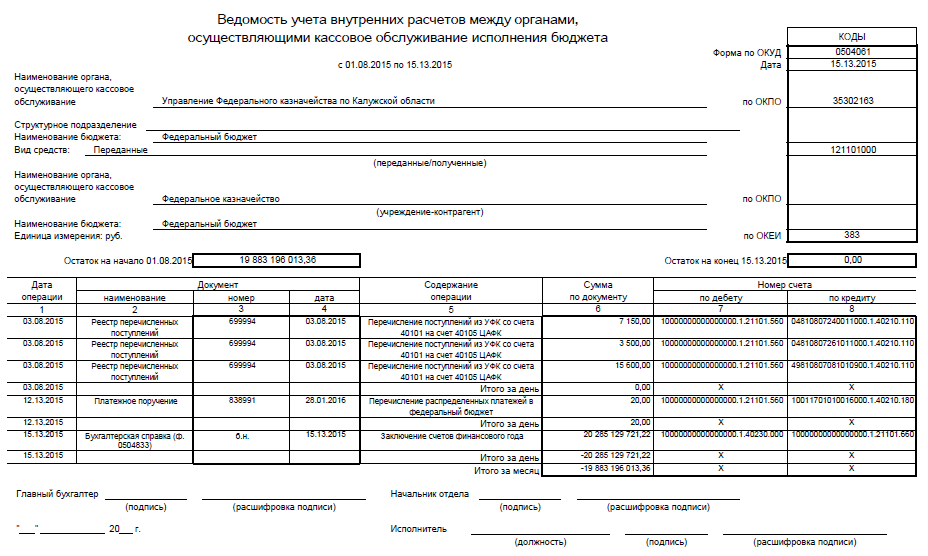 Ведомость учета внутренних расчетов между органами,
осуществляющими кассовое обслуживание исполнения бюджета
КОДЫ
Форма по ОКУД 0504061
с 01.08.2015 по 15.13.2015 Дата 15.13.2015
Наименование органа,
осуществляющего кассовое
обслуживание Управление Федерального казначейства по Калужской области по ОКПО 35302163
Структурное подразделение
Наименование бюджета: Федеральный бюджет
Вид средств: Переданные 121101000
(переданные/полученные)
Наименование органа,
осуществляющего кассовое
обслуживание Федеральное казначейство по ОКПО
(учреждение-контрагент)
Наименование бюджета: Федеральный бюджет
Единица измерения: руб. по ОКЕИ 383
Остаток на начало 01.08.2015 19 883 196 013,36 Остаток на конец 15.13.2015 0,00
Дата Документ Содержание Сумма Номер счета
операции наименование номер дата операции по документу по дебету по кредиту
1 2 3 4 5 6 7 8
03.08.2015 Реестр перечисленных 699994 03.08.2015 Перечисление поступлений из УФК со счета 7 150,00 10000000000000000.1.21101.560 04810807240011000.1.40210.110
поступлений 40101 на счет 40105 ЦАФК
03.08.2015 Реестр перечисленных 699994 03.08.2015 Перечисление поступлений из УФК со счета 3 500,00 10000000000000000.1.21101.560 04810807261011000.1.40210.110
поступлений 40101 на счет 40105 ЦАФК
03.08.2015 Реестр перечисленных 699994 03.08.2015 Перечисление поступлений из УФК со счета 15 600,00 10000000000000000.1.21101.560 49810807081010900.1.40210.110
поступлений 40101 на счет 40105 ЦАФК
03.08.2015 Итого за день 0,00 X X
12.13.2015 Платежное поручение 838991 28.01.2016 Перечисление распределенных платежей в 20,00 10000000000000000.1.21101.560 10011701010016000.1.40210.180
федеральный бюджет
12.13.2015 Итого за день 20,00 X X
15.13.2015 Бухгалтерская справка (ф. б.н. 15.13.2015 Заключение счетов финансового года 20 285 129 721,22 10000000000000000.1.40230.000 10000000000000000.1.21101.660
0504833)
15.13.2015 Итого за день -20 285 129 721,22 X X
Итого за месяц -19 883 196 013,36 X X
Главный бухгалтер Начальник отдела
(подпись) (расшифровка подписи) (подпись) (расшифровка подписи)
"___" ____________ 20___ г. Исполнитель
(должность) (подпись) (расшифровка подписи)